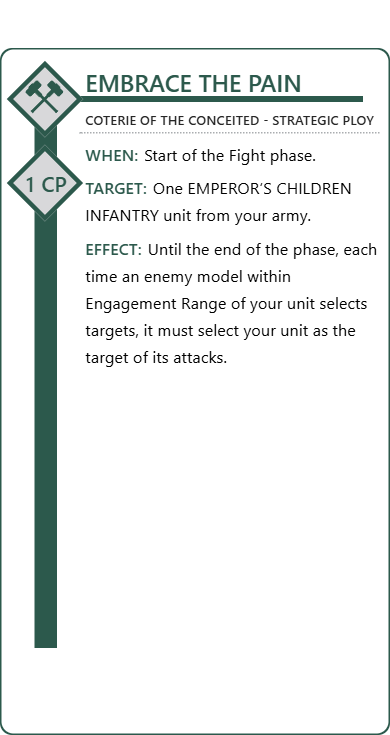 EMBRACE THE PAIN
COTERIE OF THE CONCEITED - STRATEGIC PLOY
1 CP
WHEN: Start of the Fight phase.
TARGET: One EMPEROR’S CHILDREN
INFANTRY unit from your army.
EFFECT: Until the end of the phase, each
time an enemy model within
Engagement Range of your unit selects
targets, it must select your unit as the
target of its attacks.